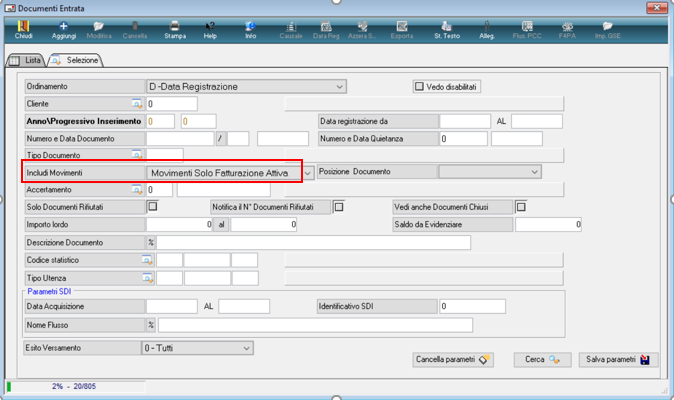 Documenti Entrata
Chiudi Aggiungi Modifica Cancella Stampa Help Info Causale Data Reg Azzera S... Esporta St. Testo Alleg. Flus. PCC F4PA Imp. GSE
Lista Selezione
Ordinamento D -Data Registrazione Vedo disabilitati
Cliente 0
Anno\Progressivo Inserimento 0 0 Data registrazione da AL
Numero e Data Documento / Numero e Data Quietanza 0
Tipo Documento
Includi Movimenti Movimenti Solo Fatturazione Attiva Posizione Documento
Accertamento 0
Solo Documenti Rifiutati Notifica il N° Documenti Rifiutati Vedi anche Documenti Chiusi
Importo lordo 0 al 0 Saldo da Evidenziare 0
Descrizione Documento %
Codice statistico
Tipo Utenza
Parametri SDI
Data Acquisizione AL Identificativo SDI 0
Nome Flusso %
Esito Versamento 0 - Tutti
Cancella parametri Cerca Salva parametri
2% - 20/805